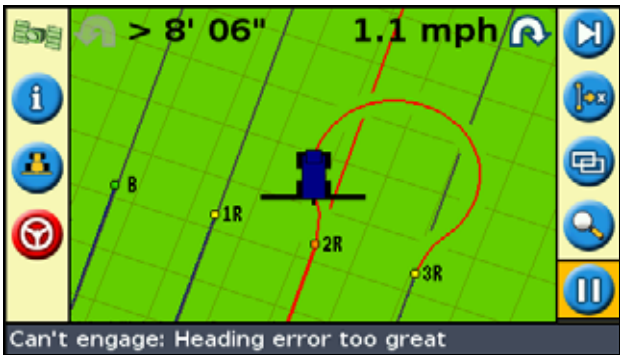 > 8' 06" 1.1 mph
i
B
1R
2R
3R
Can't engage: Heading error too great